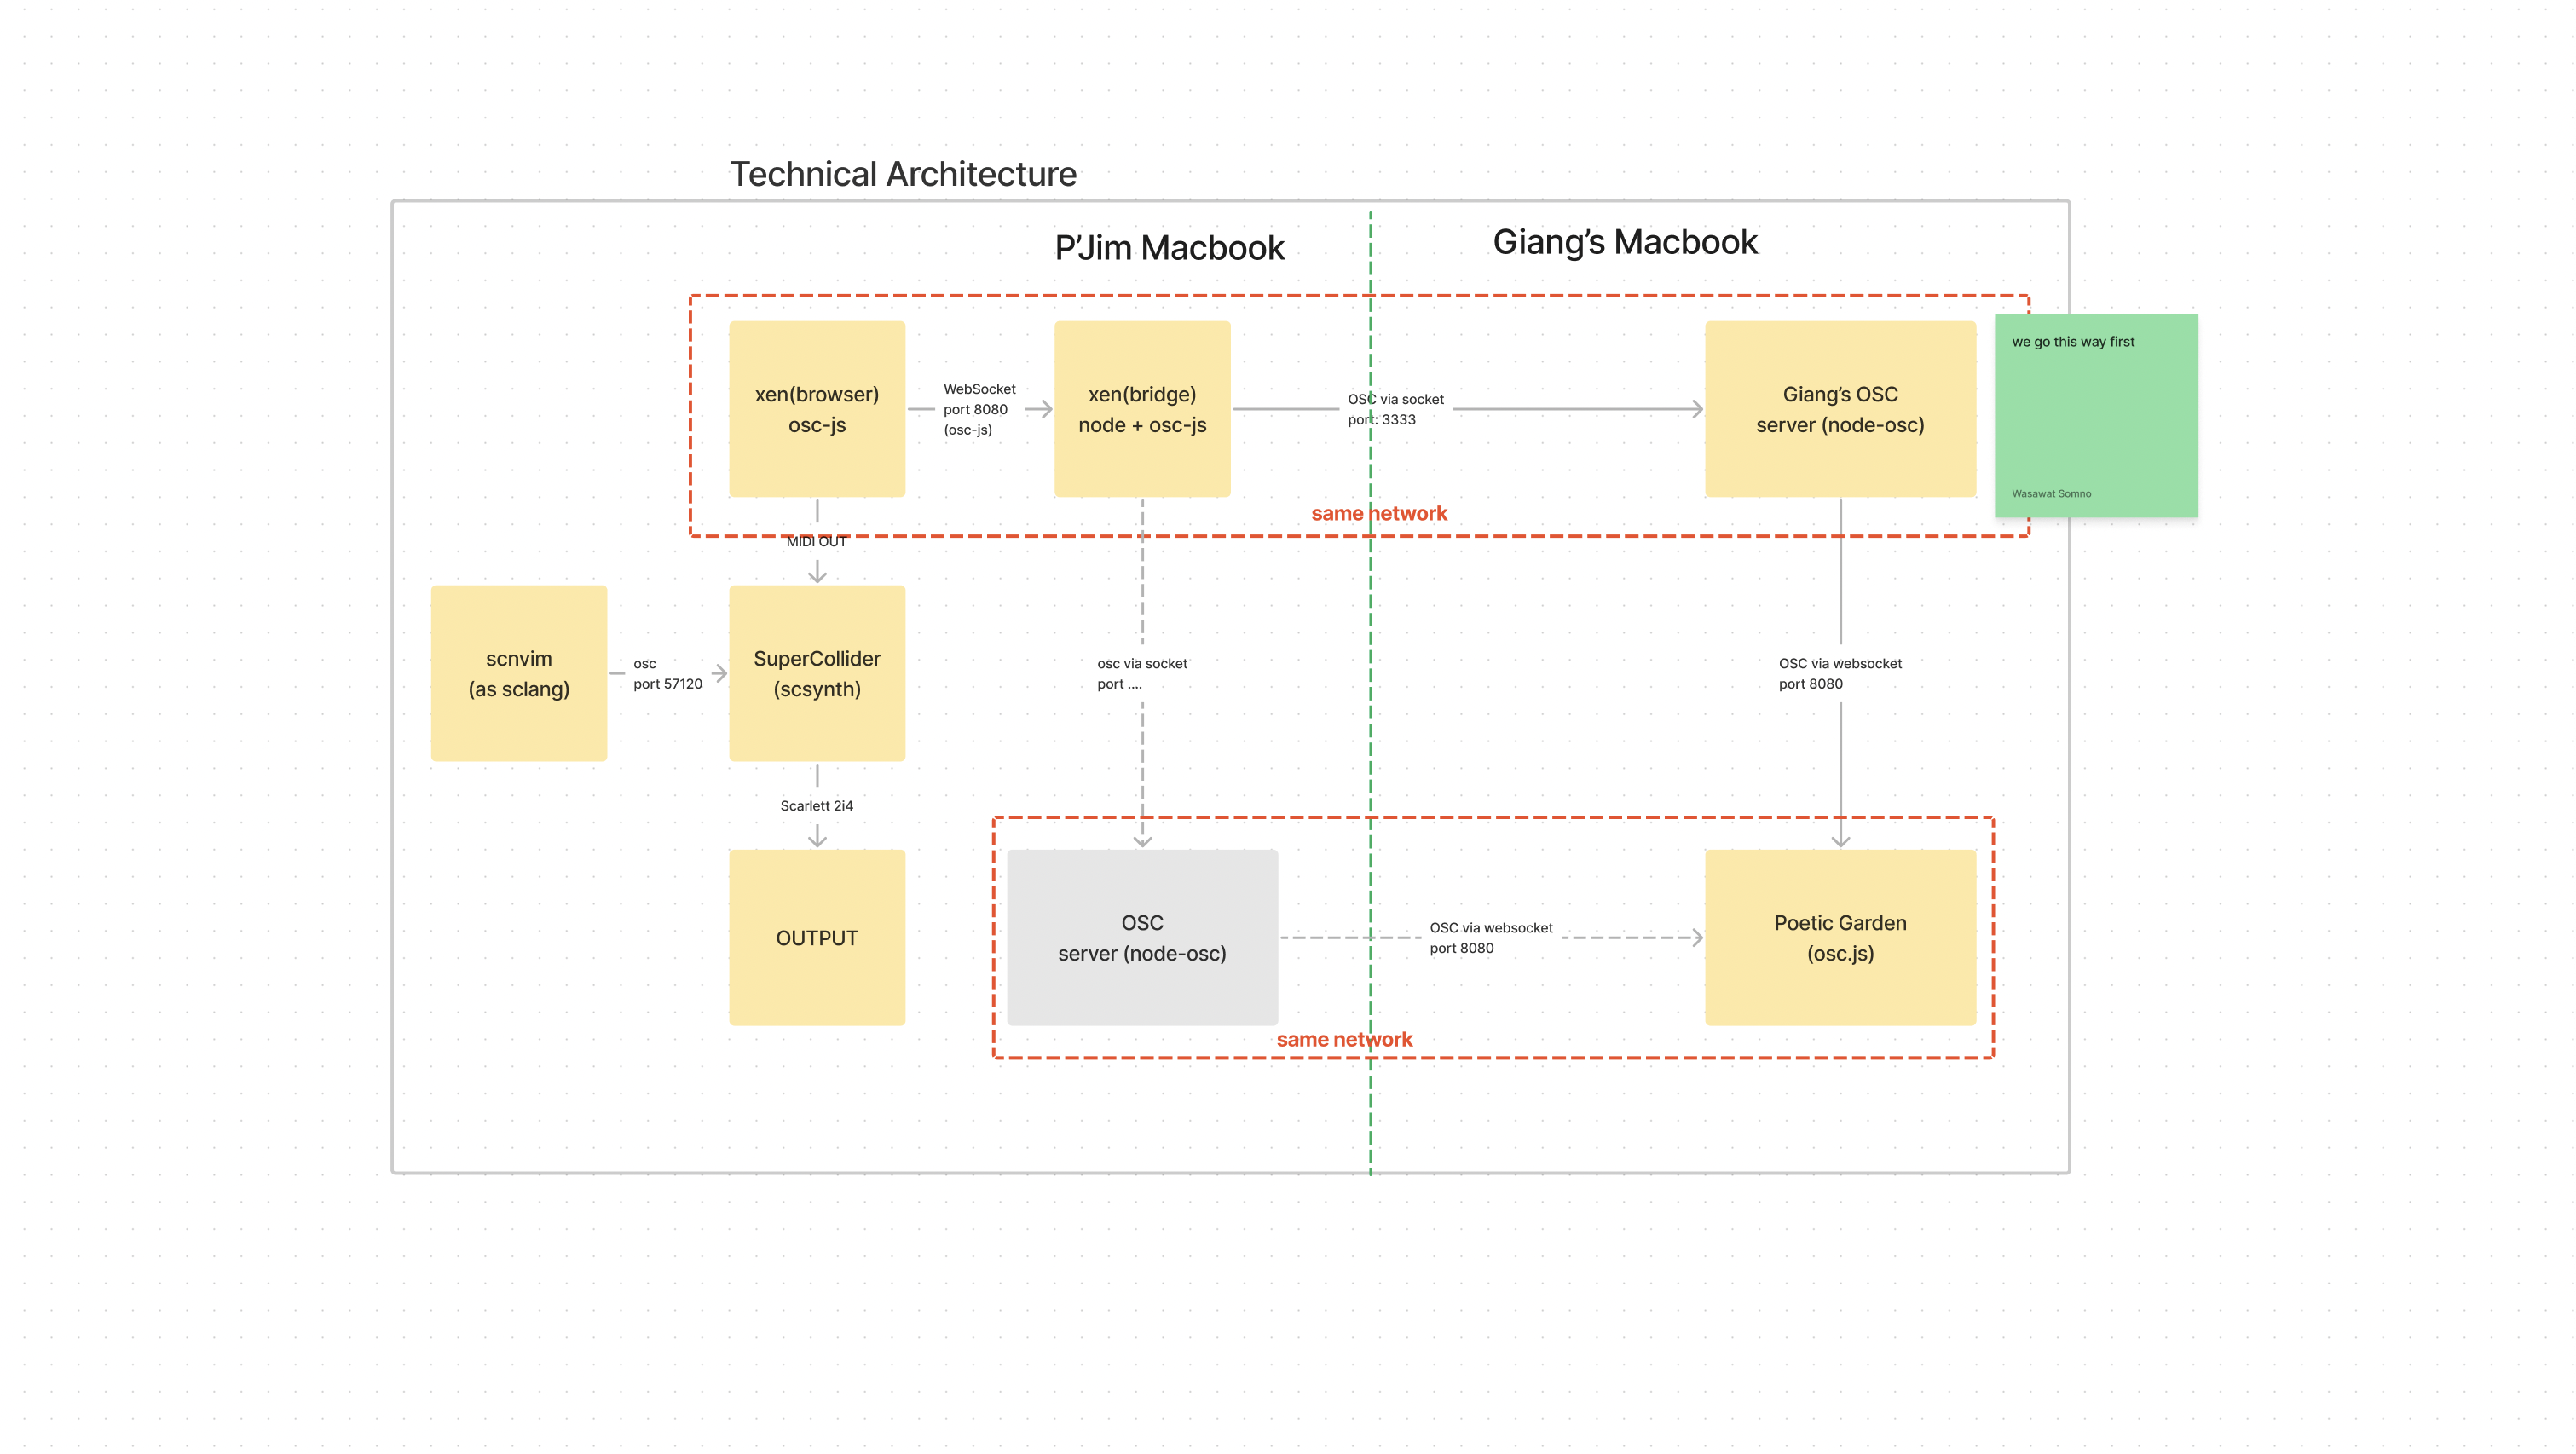 Technical Architecture
P'Jim Macbook
Giang's Macbook
xen(browser)
osc-js
WebSocket
port 8080
(osc-js)
xen(bridge)
node + osc-js
OSC via socket
port: 3333
Giang's OSC
server (node-osc)
we go this way first
Wasawat Somno
same network
MIDI OUT
scnvim
(as sclang)
osc
port 57120
SuperCollider
(scsynth)
osc via socket
port ....
OSC via websocket
port 8080
Scarlett 2i4
OUTPUT
OSC
server (node-osc)
OSC via websocket
port 8080
Poetic Garden
(osc.js)
same network